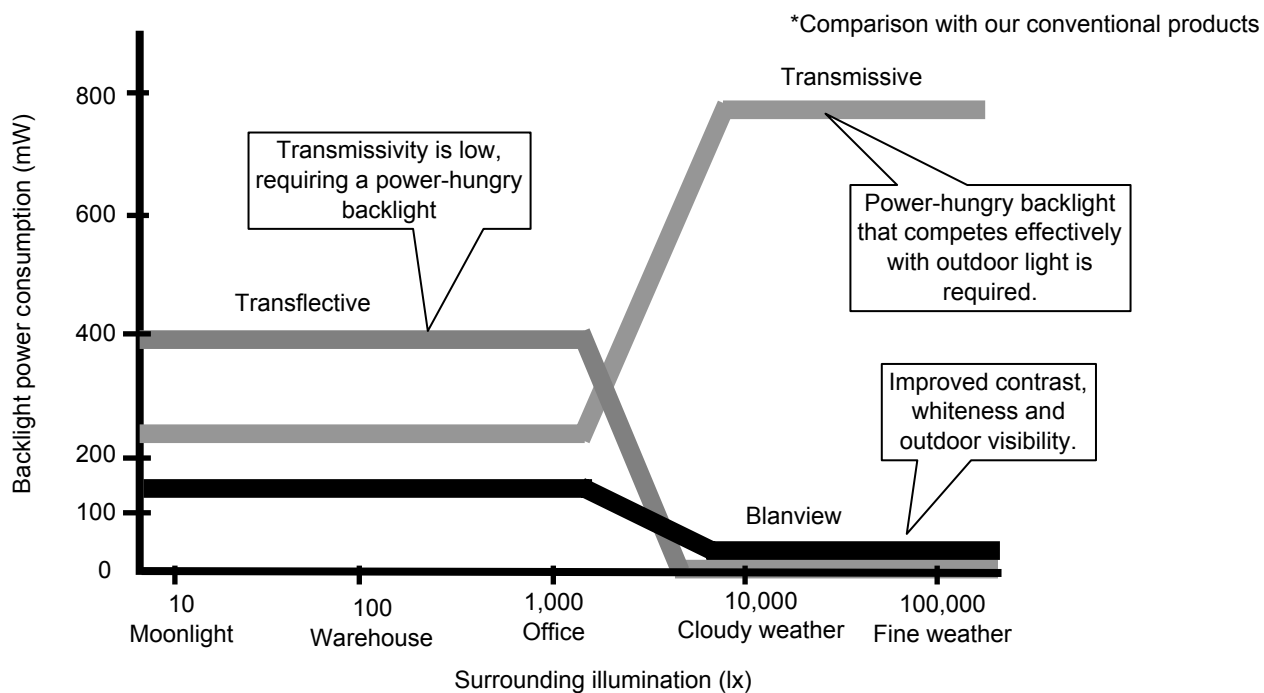 *Comparison with our conventional products
Transmissive
800
Transmissivity is low,
requiring a power-hungry
backlight
Power-hungry backlight
that competes effectively
with outdoor light is
required.
600
Backlight power consumption (mW)
Transflective
400
Improved contrast,
whiteness and
outdoor visibility.
200
100
Blanview
0
10
100
1,000
10,000
100,000
Moonlight
Warehouse
Office
Cloudy weather
Fine weather
Surrounding illumination (lx)